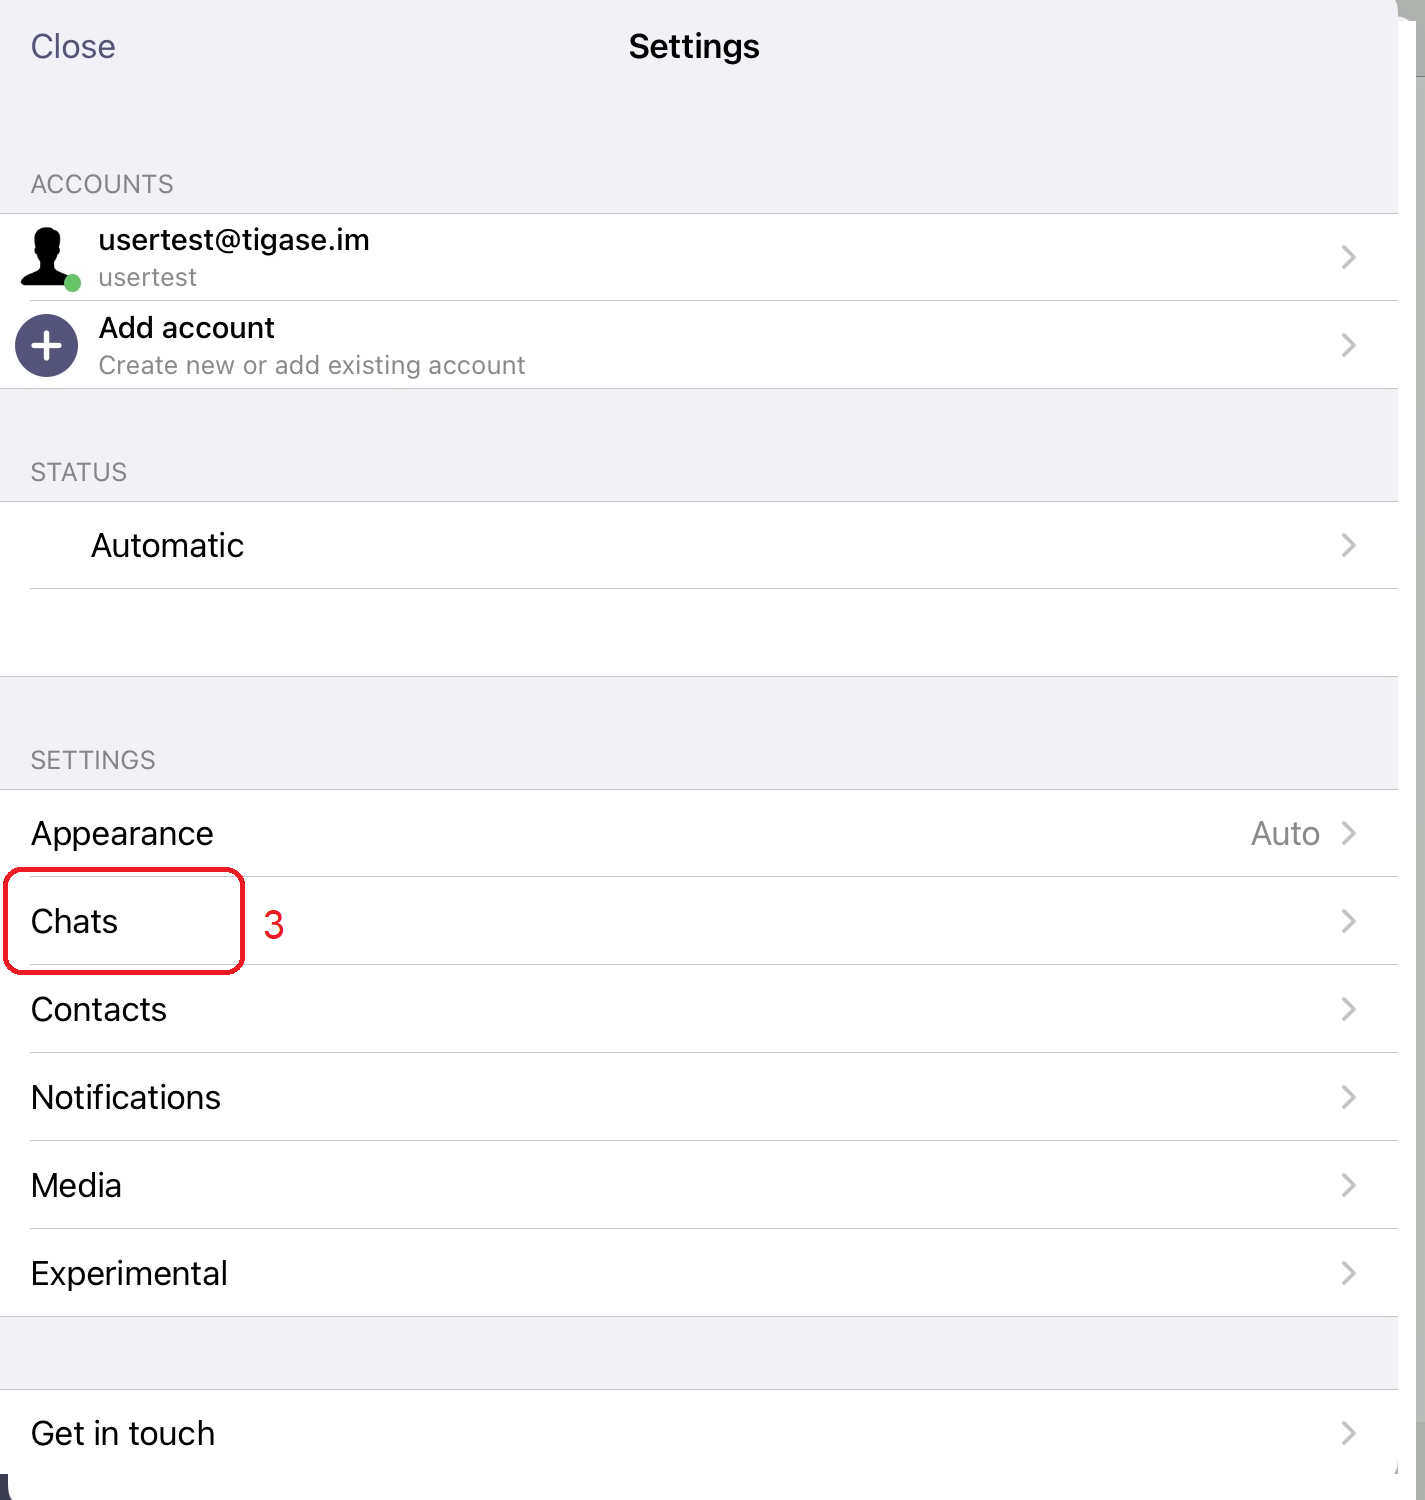 Close
Settings
ACCOUNTS
usertest@tigase.im
usertest
Add account
Create new or add existing account
STATUS
Automatic
SETTINGS
Appearance Auto
Chats 3
Contacts
Notifications
Media
Experimental
Get in touch